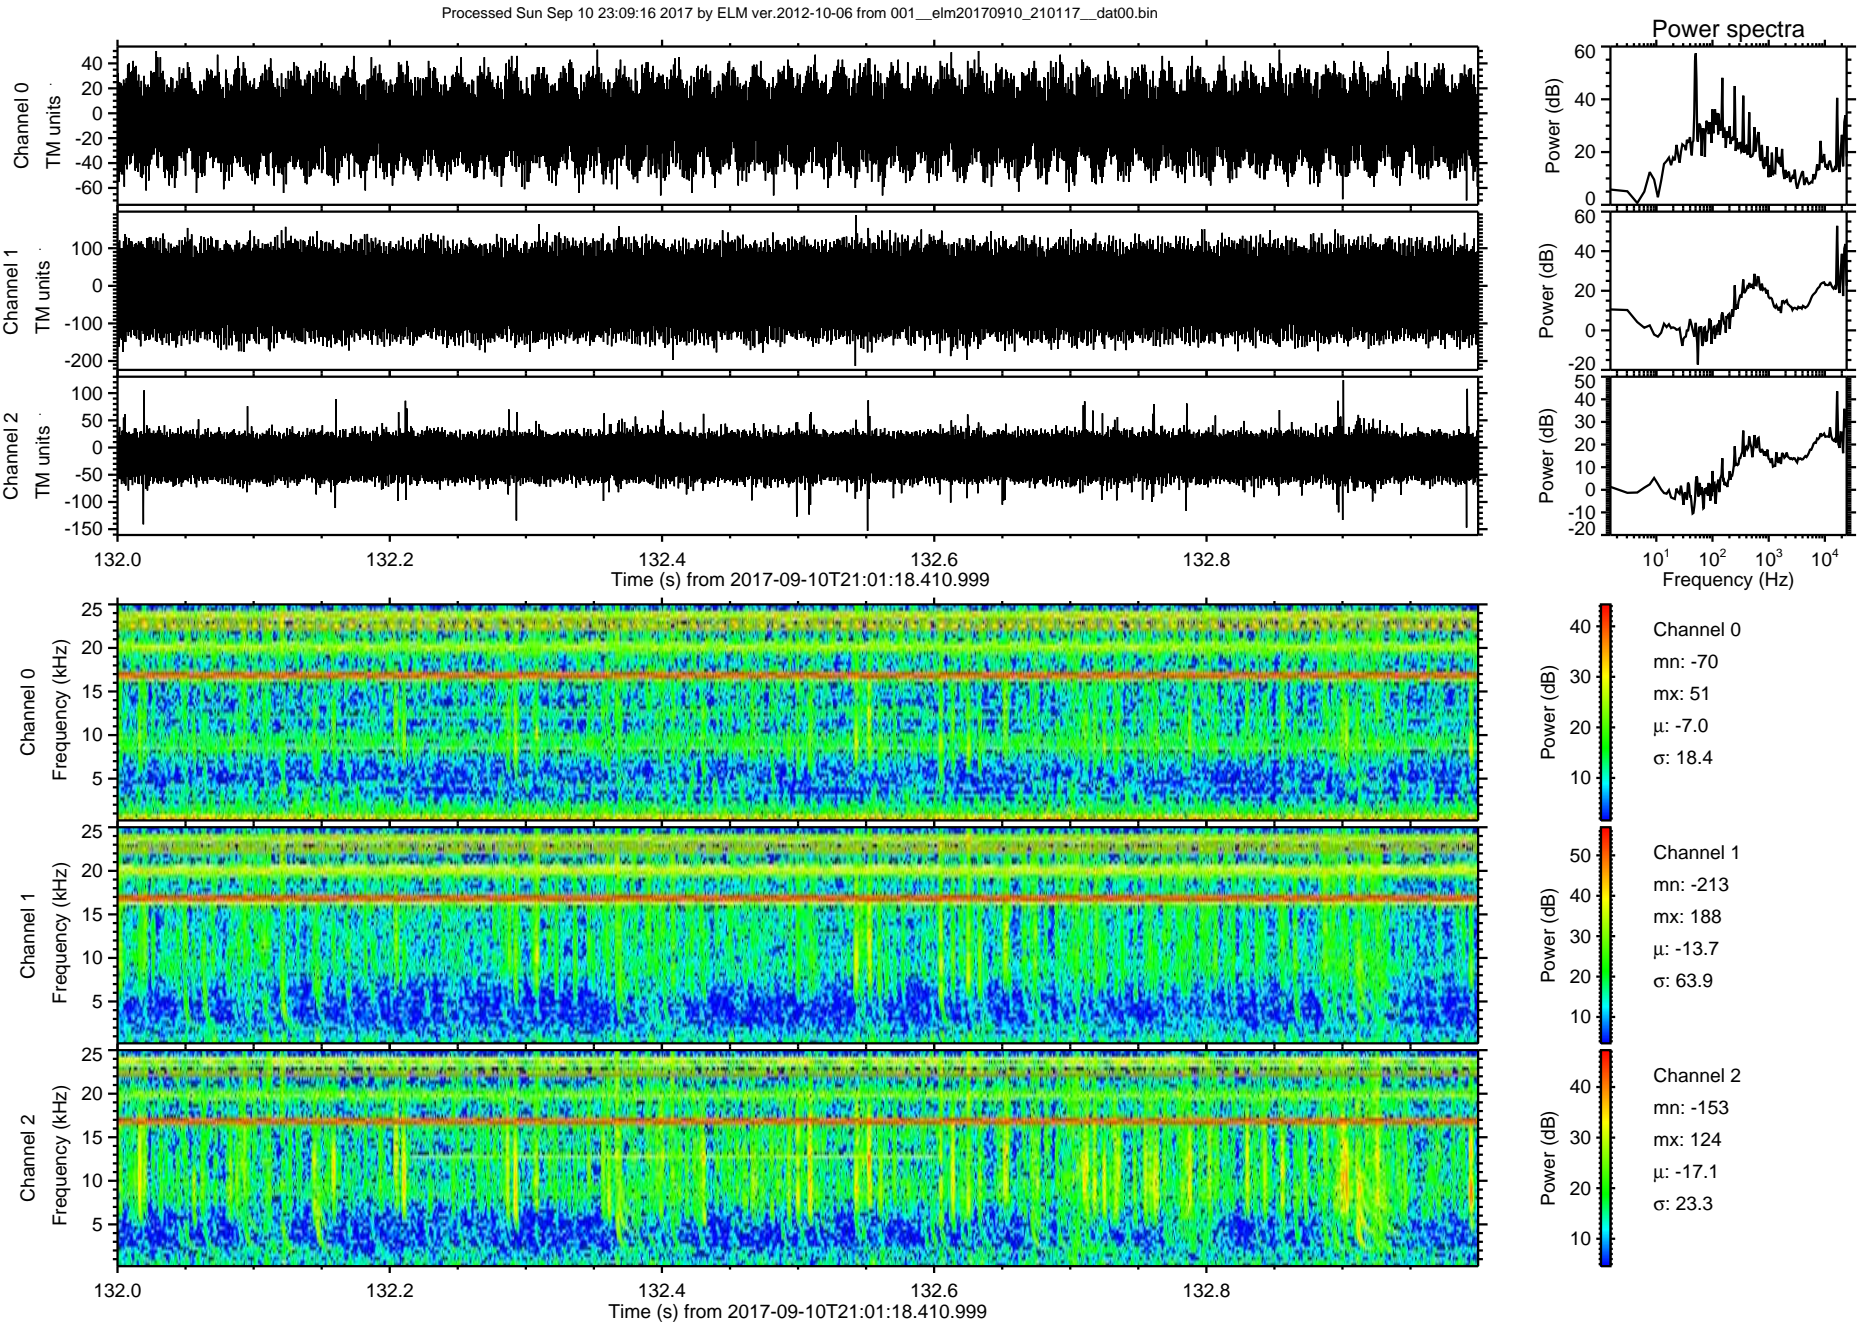 Processed Sun Sep 10 23:09:16 2017 by ELM ver.2012-10-06 from 001__elm20170910_210117__dat00.bin
Power spectra
Channel 0
TM units
40
20
0
-20
-40
-60
Power (dB)
60
40
20
0
Channel 1
TM units
100
0
-100
-200
Power (dB)
60
40
20
0
-20
Channel 2
TM units
100
50
0
-50
-100
-150
Power (dB)
50
40
30
20
10
0
-10
-20
132.0 132.2 132.4 132.6 132.8
Time (s) from 2017-09-10T21:01:18.410.999
10¹ 10² 10³ 10⁴
Frequency (Hz)
Channel 0
Frequency (kHz)
25
20
15
10
5
Power (dB)
40
30
20
10
Channel 0
mn: -70
mx: 51
µ: -7.0
σ: 18.4
Channel 1
Frequency (kHz)
25
20
15
10
5
Power (dB)
50
40
30
20
10
Channel 1
mn: -213
mx: 188
µ: -13.7
σ: 63.9
Channel 2
Frequency (kHz)
25
20
15
10
5
Power (dB)
40
30
20
10
Channel 2
mn: -153
mx: 124
µ: -17.1
σ: 23.3
132.0 132.2 132.4 132.6 132.8
Time (s) from 2017-09-10T21:01:18.410.999